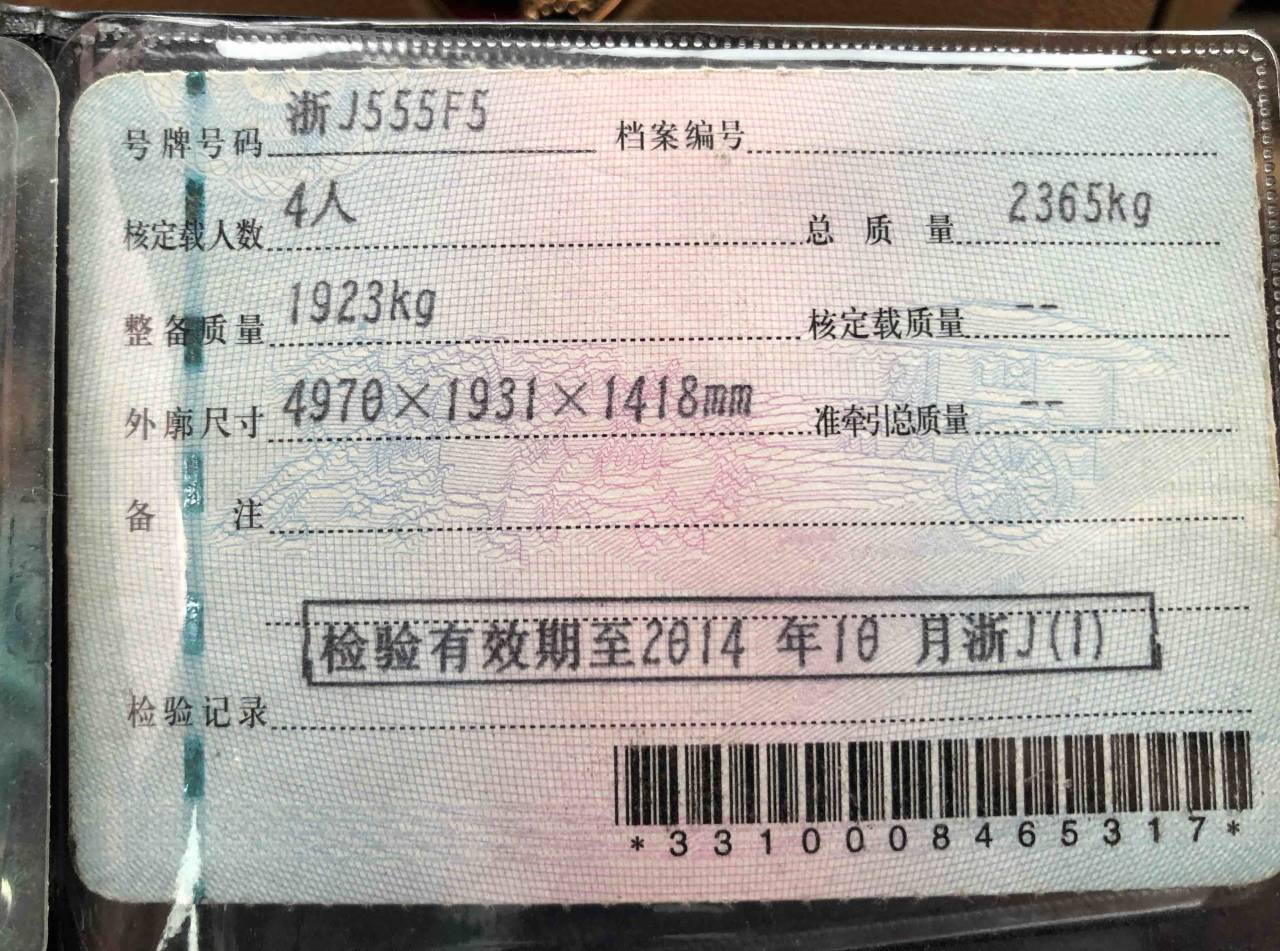 号牌号码 浙J555F5 档案编号
核定载人数 4人 总质量 2365kg
整备质量 1923kg 核定载质量 --
外廓尺寸 4970×1931×1418mm 准牵引总质量 --
备注
检验有效期至2014 年10 月浙J(1)
检验记录
*3310008465317*